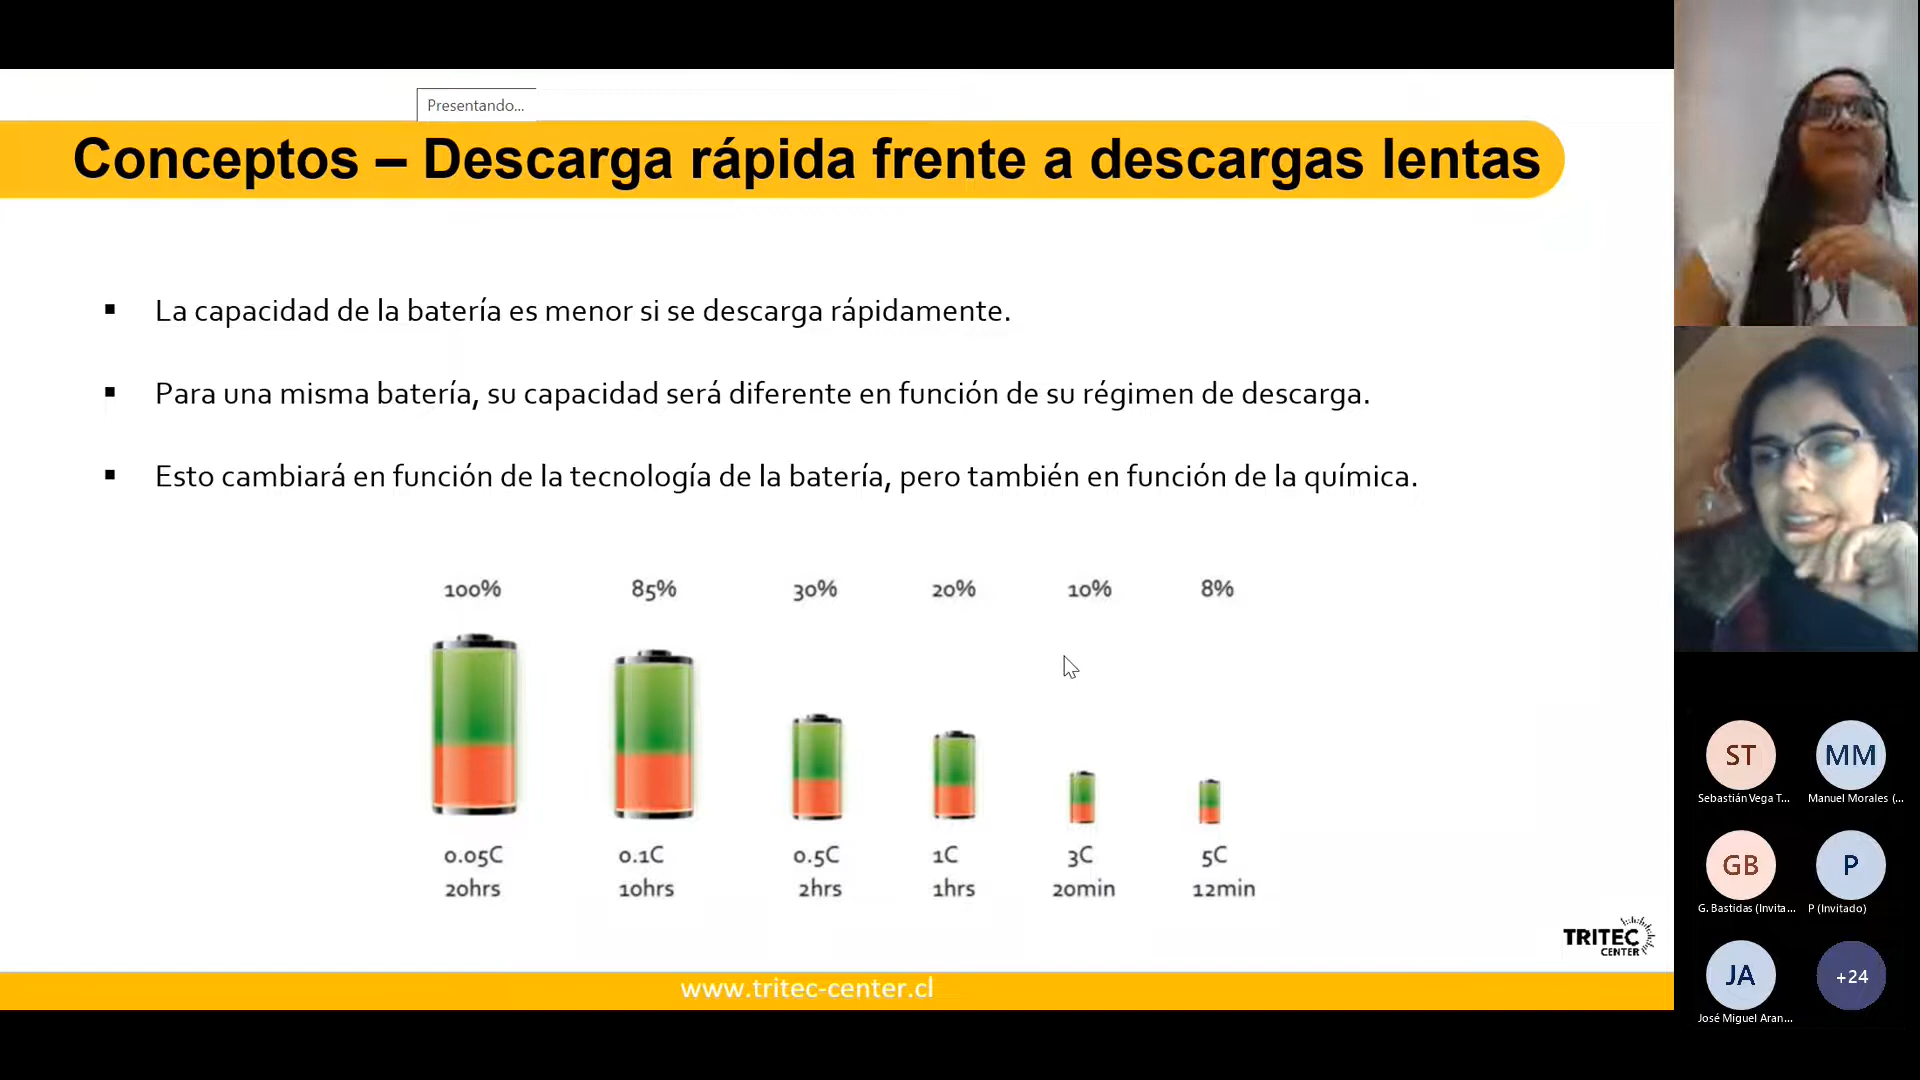 Presentando...
Conceptos – Descarga rápida frente a descargas lentas
▪ La capacidad de la batería es menor si se descarga rápidamente.
▪ Para una misma batería, su capacidad será diferente en función de su régimen de descarga.
▪ Esto cambiará en función de la tecnología de la batería, pero también en función de la química.
100% 85% 30% 20% 10% 8%
0.05C 0.1C 0.5C 1C 3C 5C
20hrs 10hrs 2hrs 1hrs 20min 12min
TRITEC
CENTER
www.tritec-center.cl
ST MM
Sebastián Vega T... Manuel Morales (...
GB P
G. Bastidas (Invita... P (Invitado)
JA +24
José Miguel Aran...